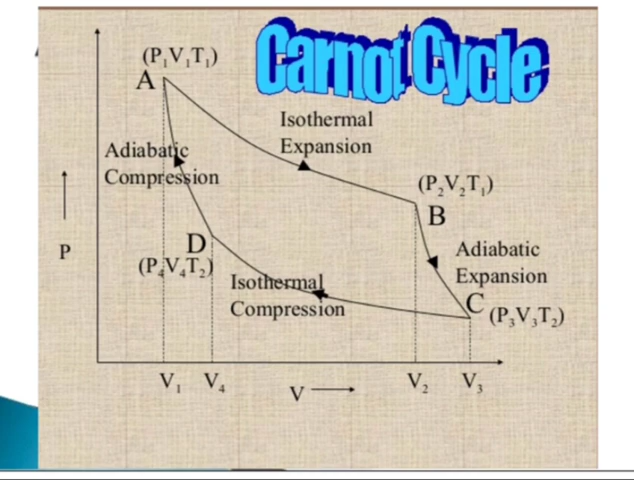 Carnot Cycle
(P₁V₁T₁)
A
Isothermal
Expansion
Adiabatic
Compression
(P₂V₂T₁)
B
P
D
(P₄V₄T₂)
Adiabatic
Expansion
Isothermal
Compression
C
(P₃V₃T₂)
V₁ V₄ V₂ V₃
V